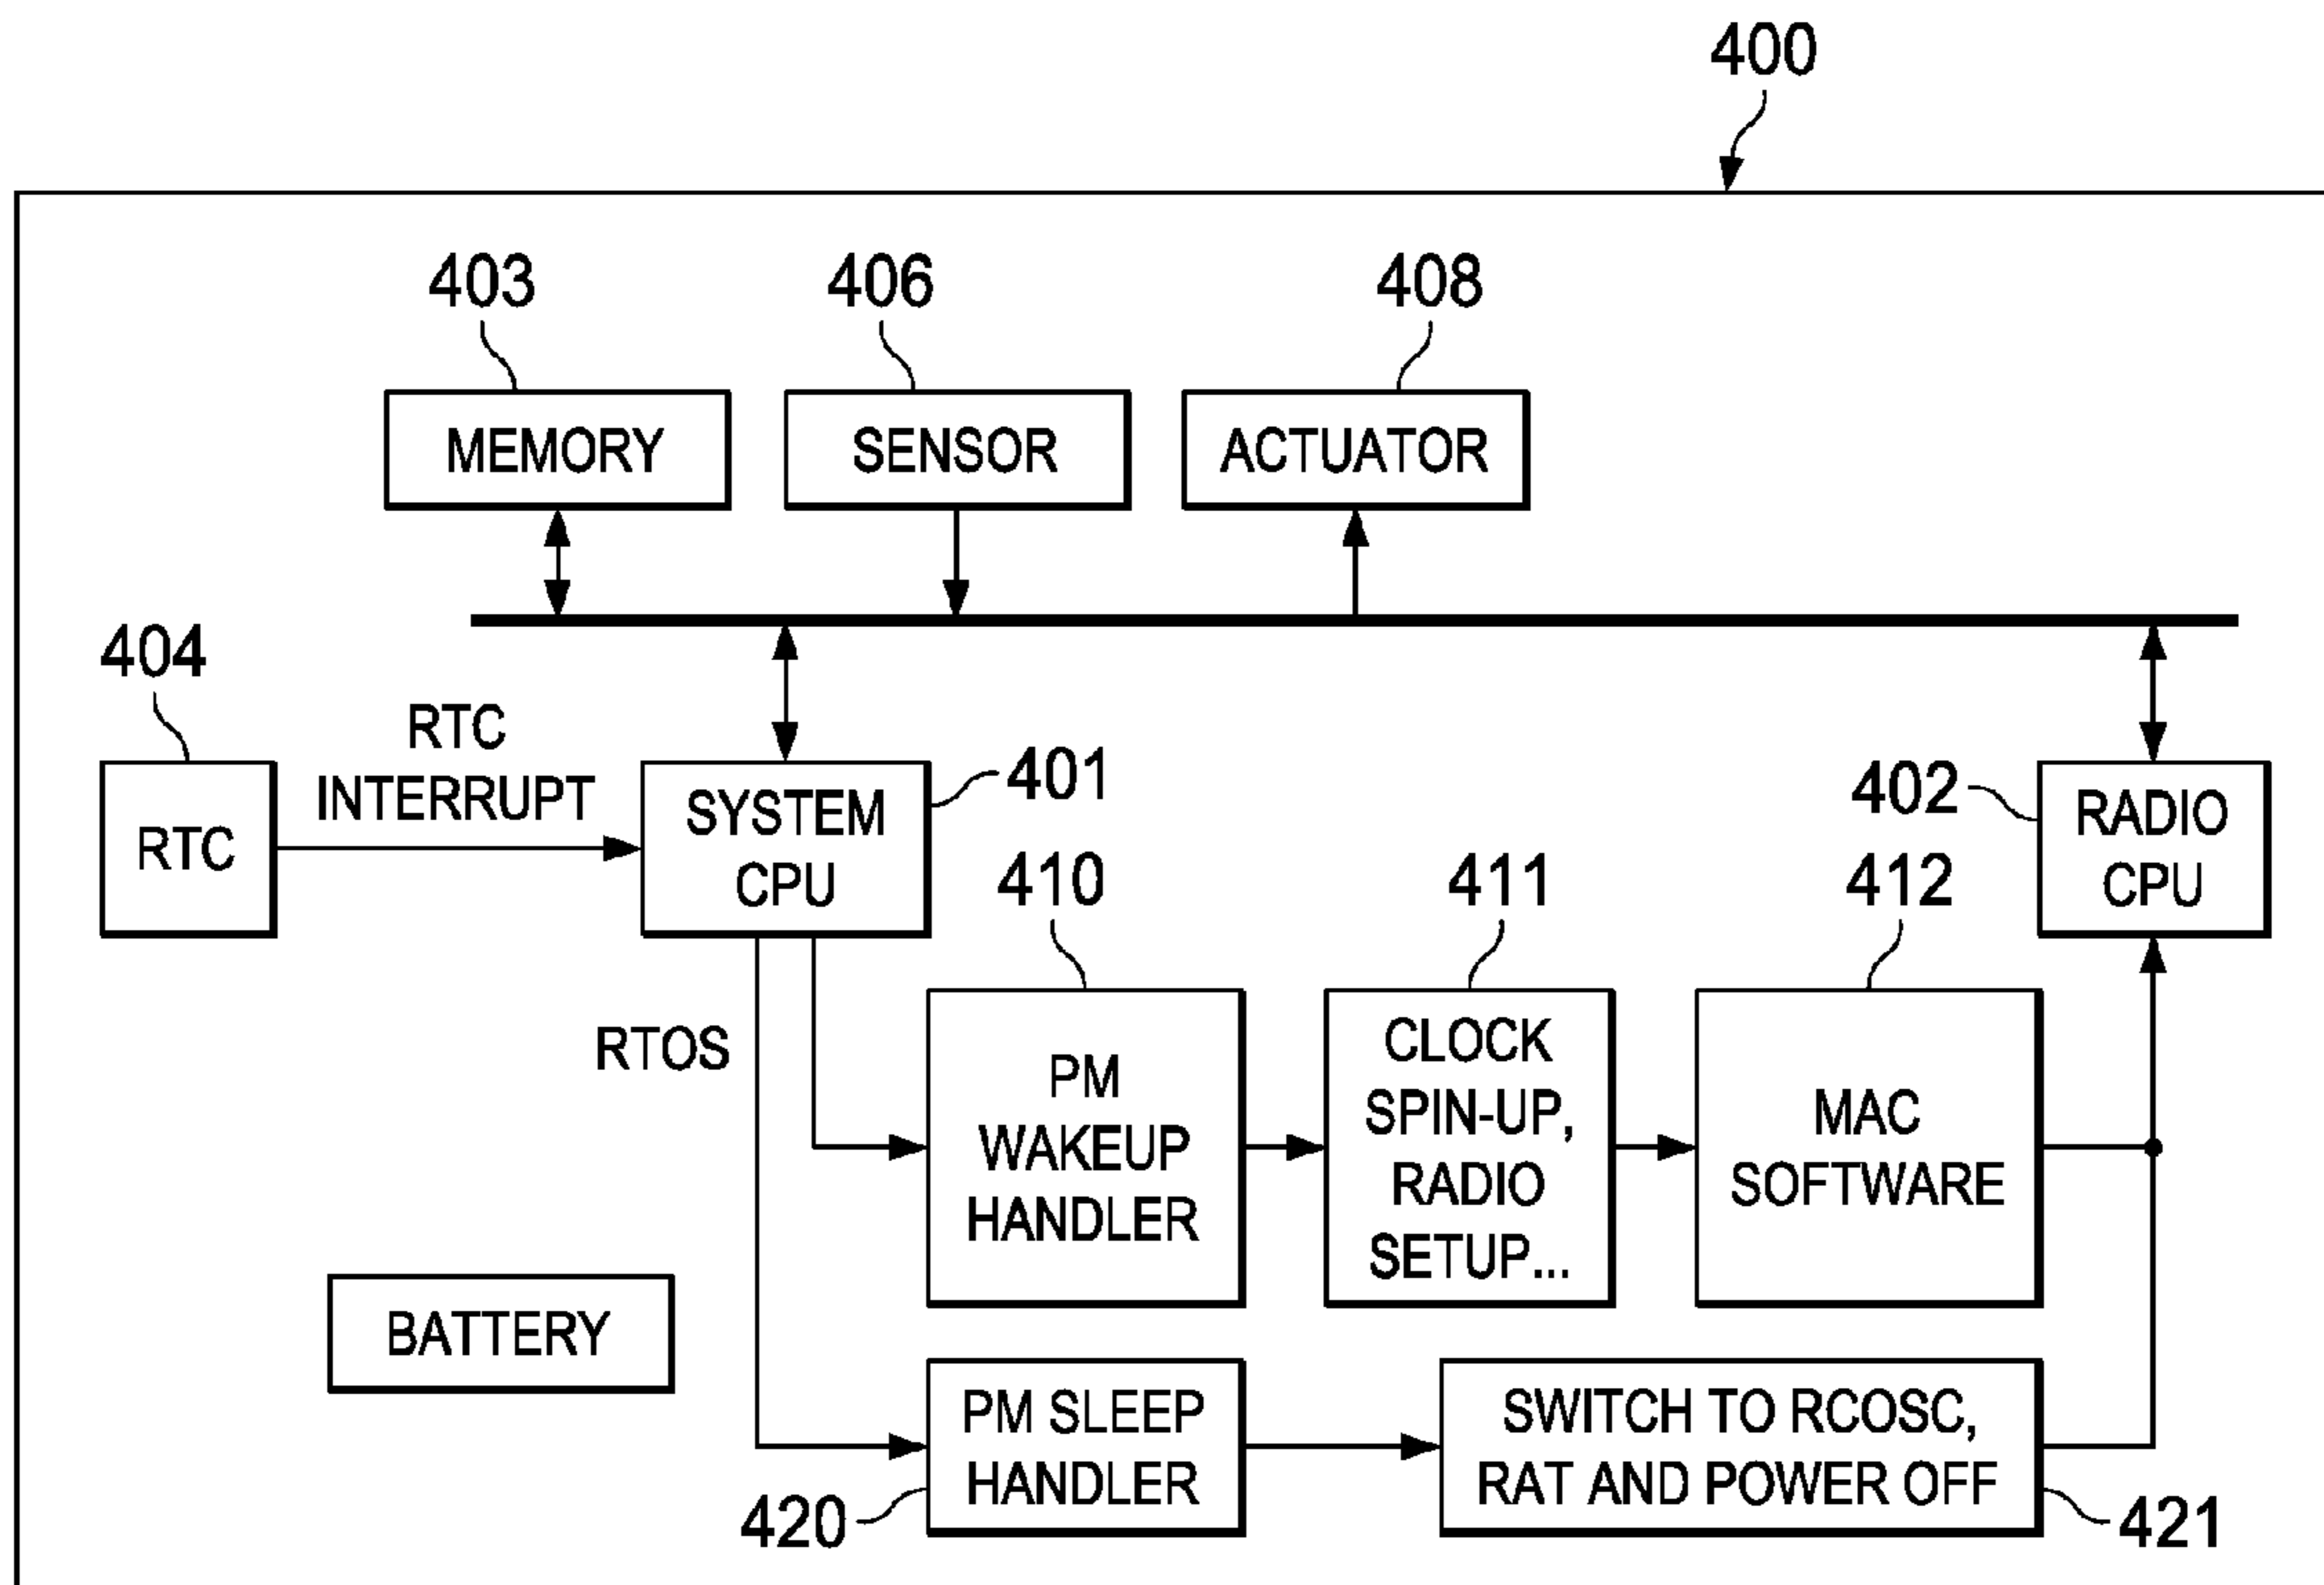 400
403
406
408
MEMORY
SENSOR
ACTUATOR
404
RTC
INTERRUPT
RTC
SYSTEM
CPU
401
402
RADIO
CPU
410
411
412
RTOS
PM
WAKEUP
HANDLER
CLOCK
SPIN-UP,
RADIO
SETUP...
MAC
SOFTWARE
BATTERY
PM SLEEP
HANDLER
420
SWITCH TO RCOSC,
RAT AND POWER OFF
421